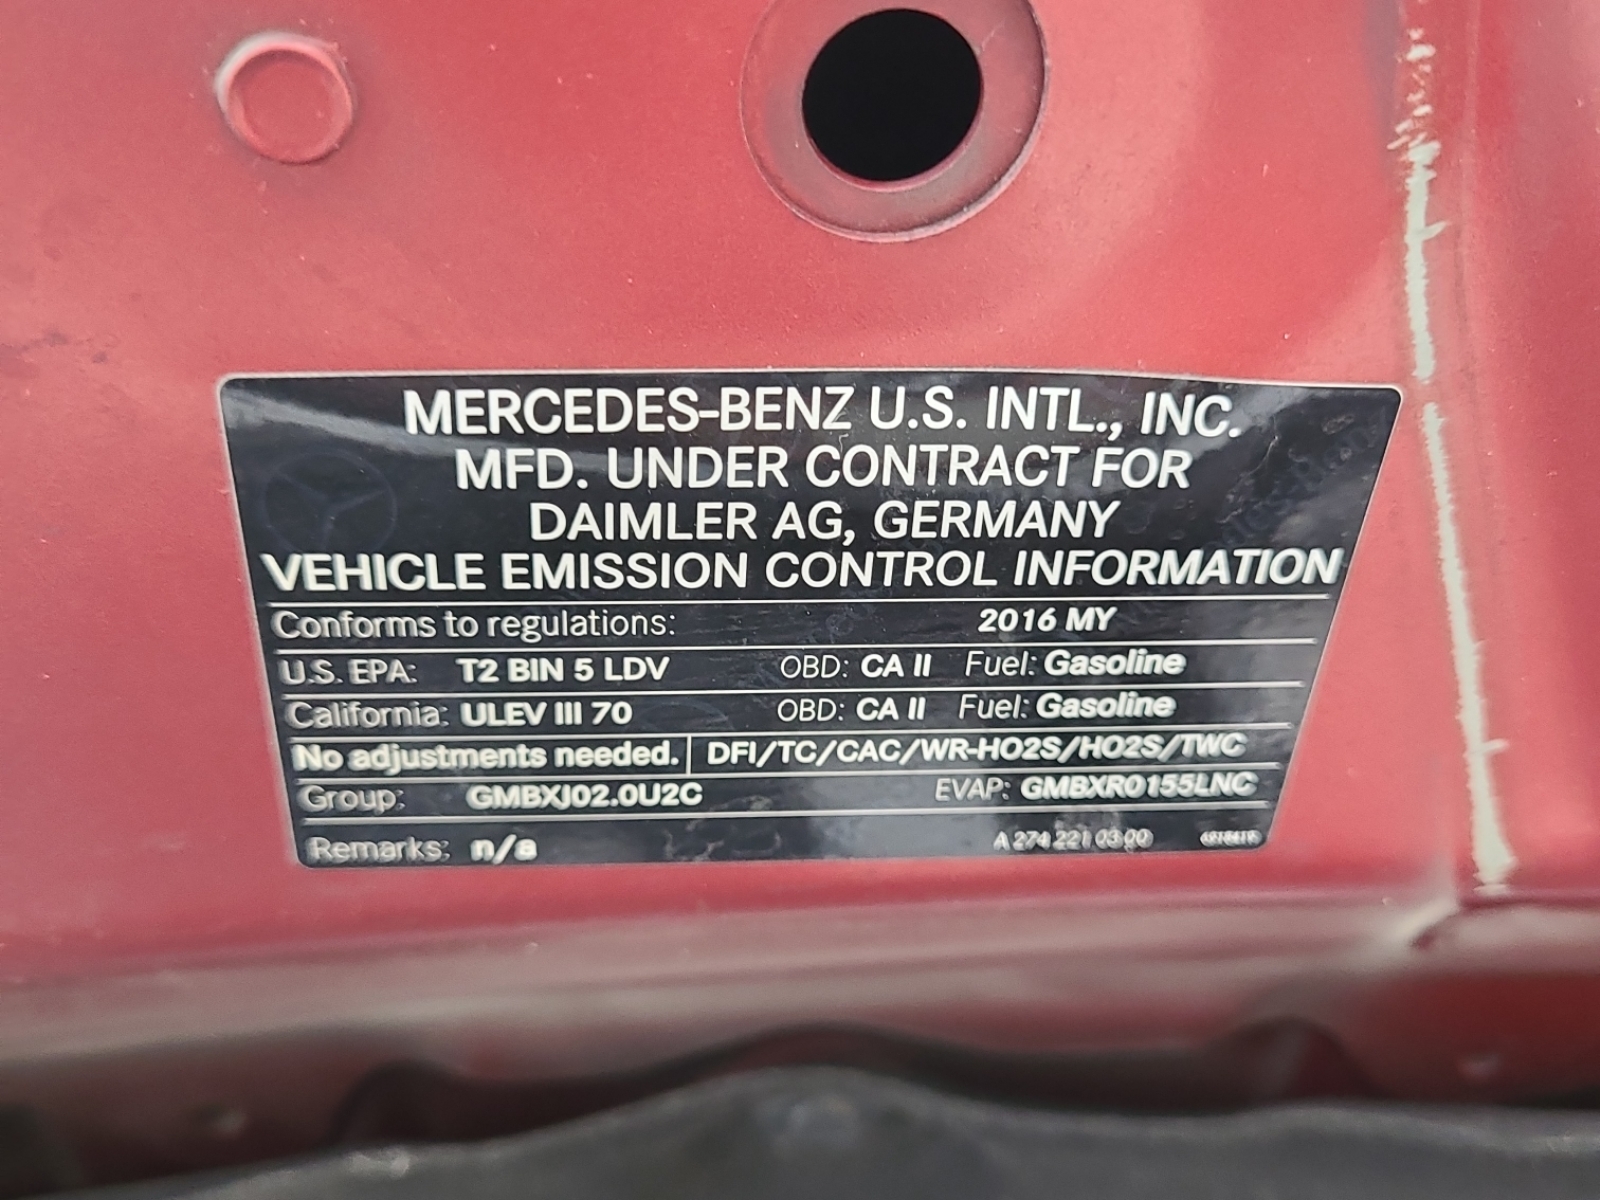 MERCEDES-BENZ U.S. INTL., INC.
MFD. UNDER CONTRACT FOR
DAIMLER AG, GERMANY
VEHICLE EMISSION CONTROL INFORMATION
Conforms to regulations: 2016 MY
U.S. EPA: T2 BIN 5 LDV OBD: CA II Fuel: Gasoline
California: ULEV III 70 OBD: CA II Fuel: Gasoline
No adjustments needed. DFI/TC/CAC/WR-HO2S/HO2S/TWC
Group: GMBXJ02.0U2C EVAP: GMBXR0155LNC
Remarks: n/a A 274 221 03 00